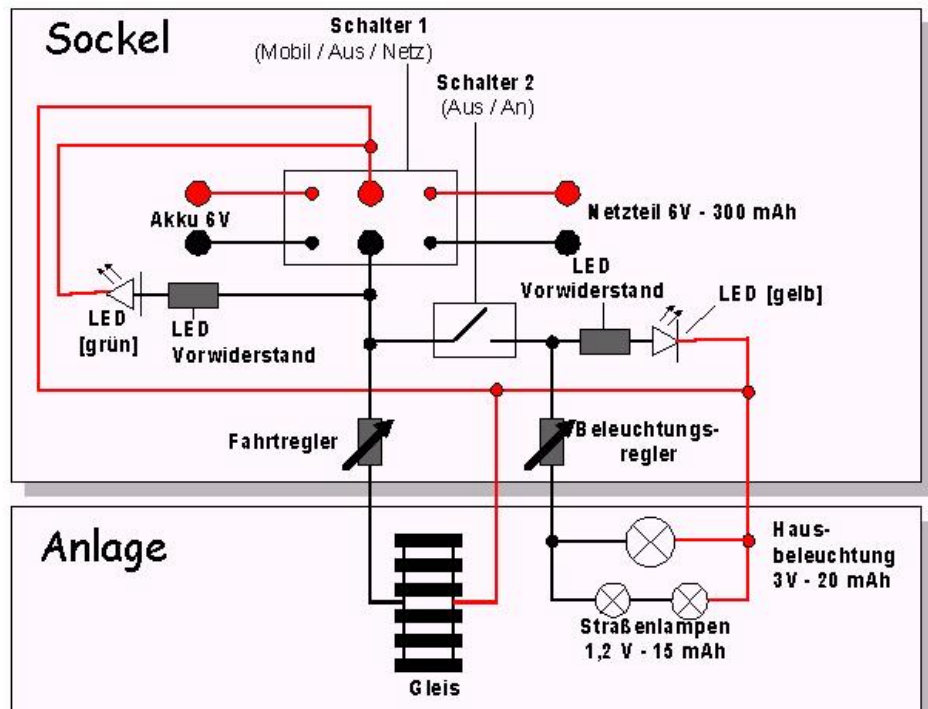 Sockel
Schalter 1
(Mobil / Aus / Netz)
Schalter 2
(Aus / An)
Akku 6V
Netzteil 6V - 300 mAh
LED
Vorwiderstand
LED [gelb]
LED
[grün]
LED
Vorwiderstand
Fahrtregler
Beleuchtungs-
regler
Anlage
Haus-
beleuchtung
3V - 20 mAh
Straßenlampen
1,2 V - 15 mAh
Gleis